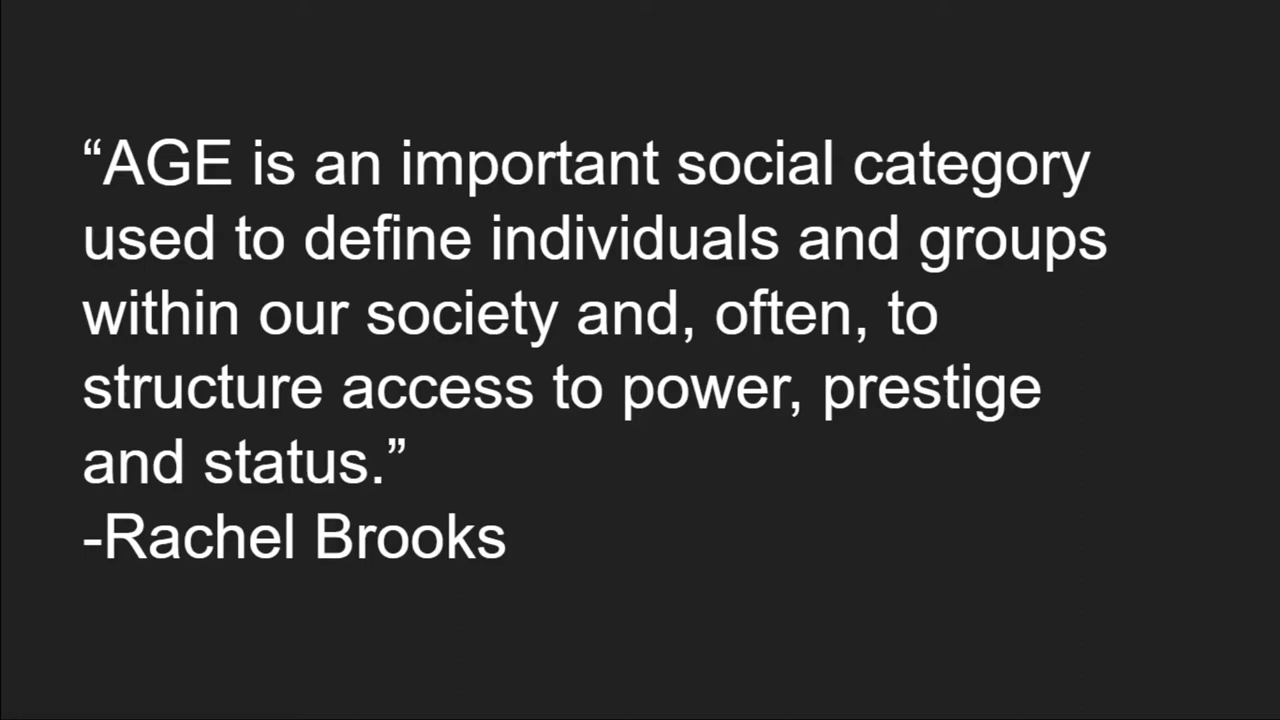 “AGE is an important social category
used to define individuals and groups
within our society and, often, to
structure access to power, prestige
and status.”
-Rachel Brooks